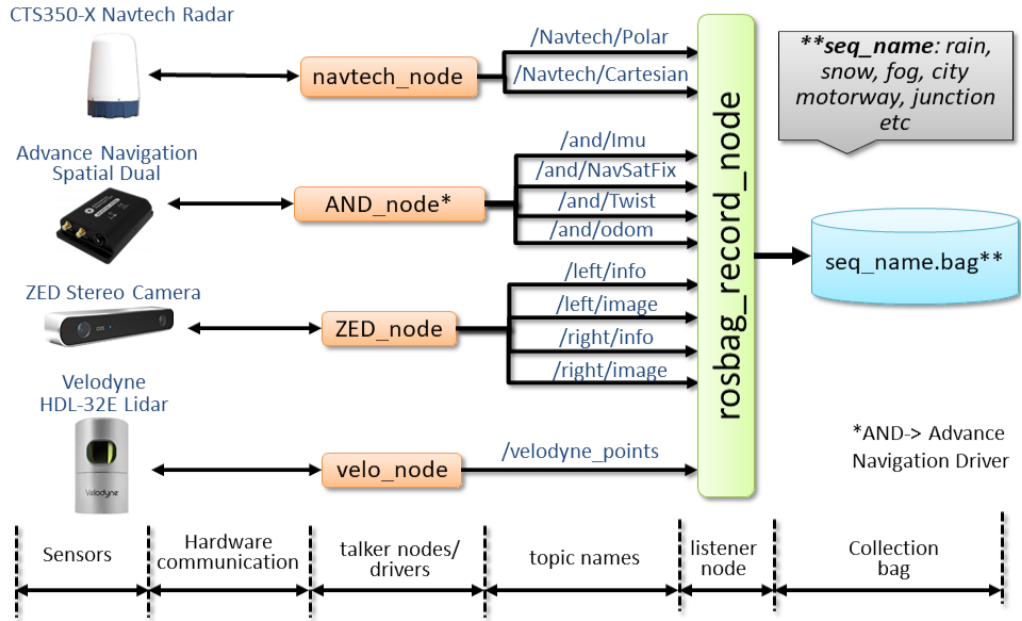 CTS350-X Navtech Radar
navtech_node
/Navtech/Polar
/Navtech/Cartesian
Advance Navigation
Spatial Dual
AND_node*
/and/Imu
/and/NavSatFix
/and/Twist
/and/odom
ZED Stereo Camera
ZED_node
/left/info
/left/image
/right/info
/right/image
Velodyne
HDL-32E Lidar
Velodyne
velo_node
/velodyne_points
rosbag_record_node
**seq_name: rain,
snow, fog, city
motorway, junction
etc
seq_name.bag**
*AND-> Advance
Navigation Driver
Sensors
Hardware
communication
talker nodes/
drivers
topic names
listener
node
Collection
bag